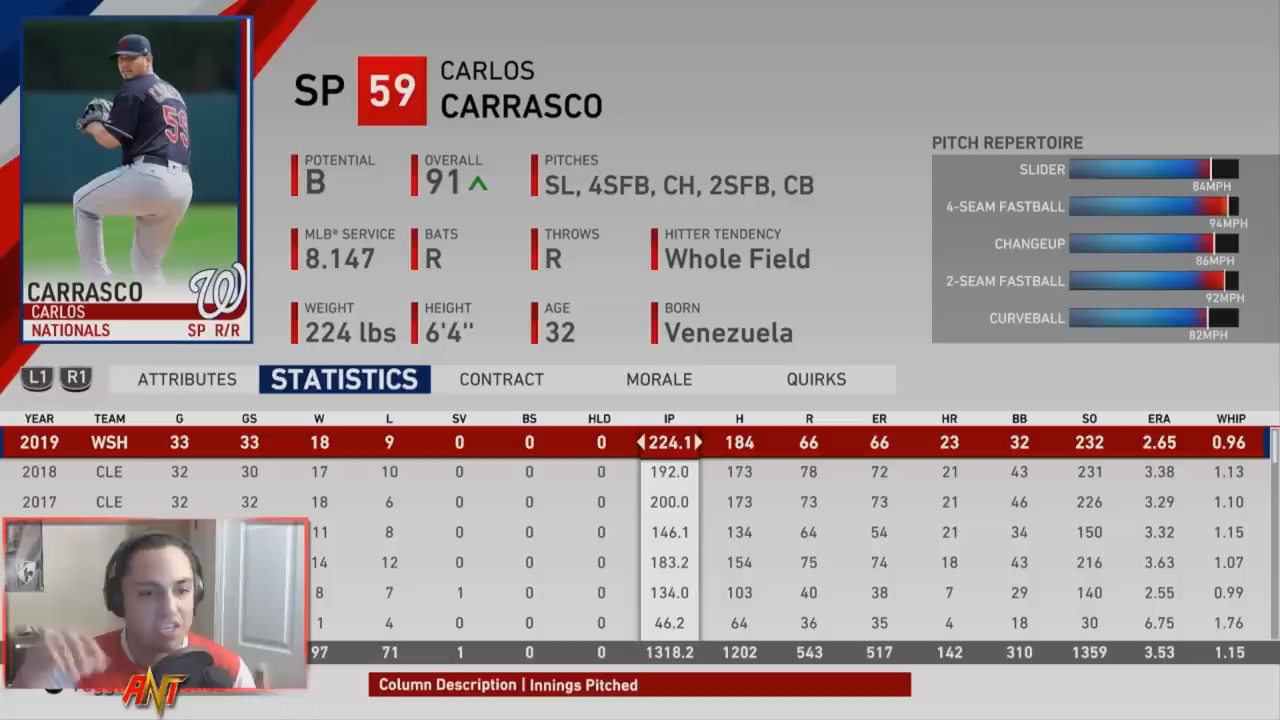 SP 59 CARLOS
CARRASCO
POTENTIAL OVERALL PITCHES
B 91 SL, 4SFB, CH, 2SFB, CB
MLB® SERVICE BATS THROWS HITTER TENDENCY
8.147 R R Whole Field
WEIGHT HEIGHT AGE BORN
224 lbs 6'4" 32 Venezuela
59
W
CARRASCO
CARLOS
NATIONALS SP R/R
PITCH REPERTOIRE
SLIDER
84MPH
4-SEAM FASTBALL
94MPH
CHANGEUP
86MPH
2-SEAM FASTBALL
92MPH
CURVEBALL
82MPH
L1 R1 ATTRIBUTES STATISTICS CONTRACT MORALE QUIRKS
YEAR TEAM G GS W L SV BS HLD IP H R ER HR BB SO ERA WHIP
2019 WSH 33 33 18 9 0 0 0 224.1 184 66 66 23 32 232 2.65 0.96
2018 CLE 32 30 17 10 0 0 0 192.0 173 78 72 21 43 231 3.38 1.13
2017 CLE 32 32 18 6 0 0 0 200.0 173 73 73 21 46 226 3.29 1.10
11 8 0 0 0 146.1 134 64 54 21 34 150 3.32 1.15
14 12 0 0 0 183.2 154 75 74 18 43 216 3.63 1.07
8 7 1 0 0 134.0 103 40 38 7 29 140 2.55 0.99
1 4 0 0 0 46.2 64 36 35 4 18 30 6.75 1.76
97 71 1 0 0 1318.2 1202 543 517 142 310 1359 3.53 1.15
ANT
Column Description | Innings Pitched